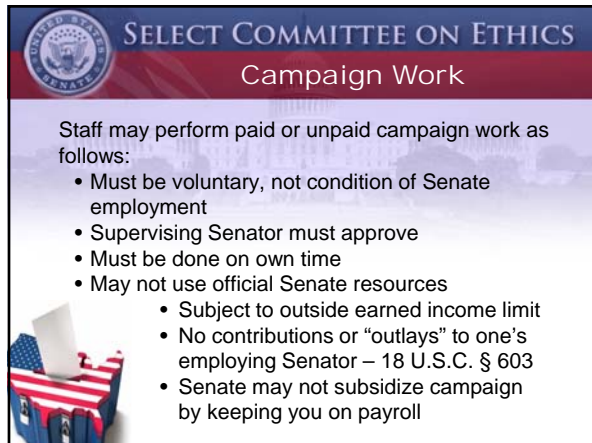 UNITED STATES
SENATE
SELECT COMMITTEE ON ETHICS
Campaign Work
Staff may perform paid or unpaid campaign work as
follows:
• Must be voluntary, not condition of Senate
employment
• Supervising Senator must approve
• Must be done on own time
• May not use official Senate resources
• Subject to outside earned income limit
• No contributions or “outlays” to one’s
employing Senator – 18 U.S.C. § 603
• Senate may not subsidize campaign
by keeping you on payroll